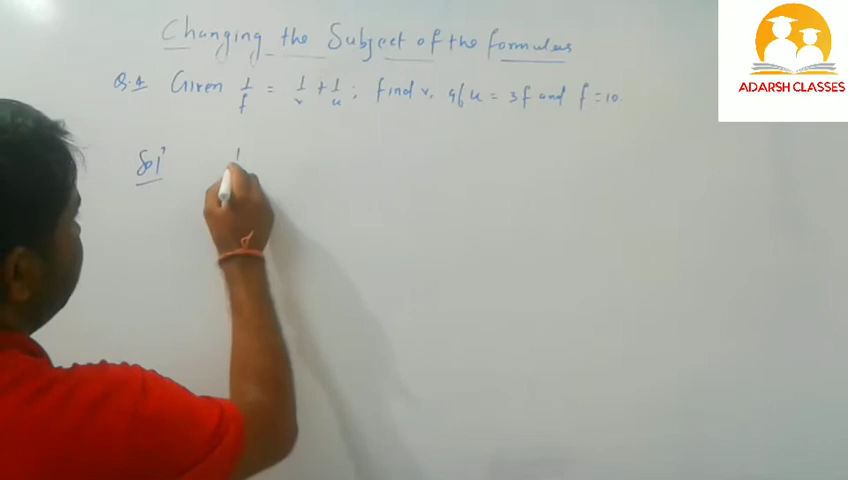 Changing the Subject of the formulas
Q.4 Given 1/f = 1/v + 1/u ; find v, if u = 3f and f = 10.
Sol^n 1
ADARSH CLASSES